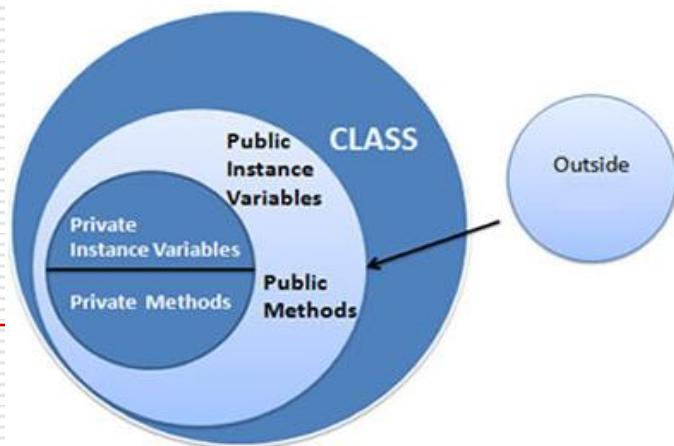 CLASS
Public
Instance
Variables
Private
Instance Variables
Private Methods
Public
Methods
Outside